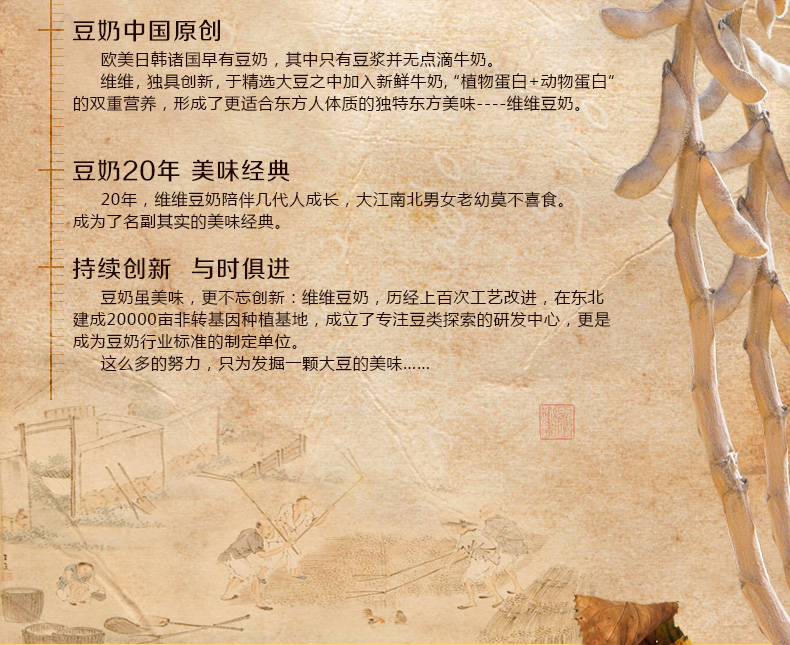 豆奶中国原创
欧美日韩诸国早有豆奶，其中只有豆浆并无点滴牛奶。
维维，独具创新，于精选大豆之中加入新鲜牛奶，“植物蛋白+动物蛋白”
的双重营养，形成了更适合东方人体质的独特东方美味----维维豆奶。
豆奶20年 美味经典
20年，维维豆奶陪伴几代人成长，大江南北男女老幼莫不喜食。
成为了名副其实的美味经典。
持续创新 与时俱进
豆奶虽美味，更不忘创新：维维豆奶，历经上百次工艺改进，在东北
建成20000亩非转基因种植基地，成立了专注豆类探索的研发中心，更是
成为豆奶行业标准的制定单位。
这么多的努力，只为发掘一颗大豆的美味......